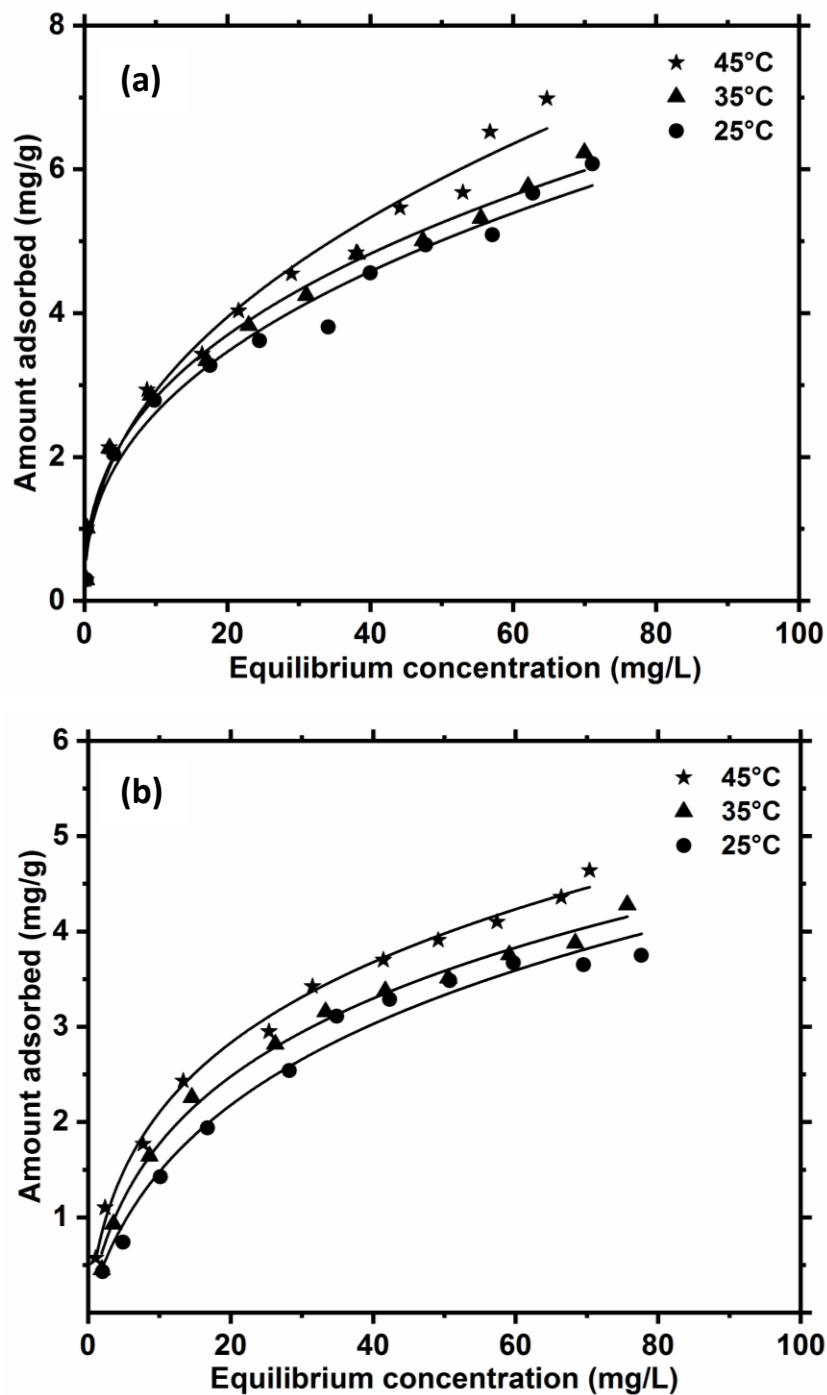 (a)
45°C
35°C
25°C
8
6
4
2
0
Amount adsorbed (mg/g)
0 20 40 60 80 100
Equilibrium concentration (mg/L)
(b)
45°C
35°C
25°C
6
5
4
3
2
1
Amount adsorbed (mg/g)
0 20 40 60 80 100
Equilibrium concentration (mg/L)